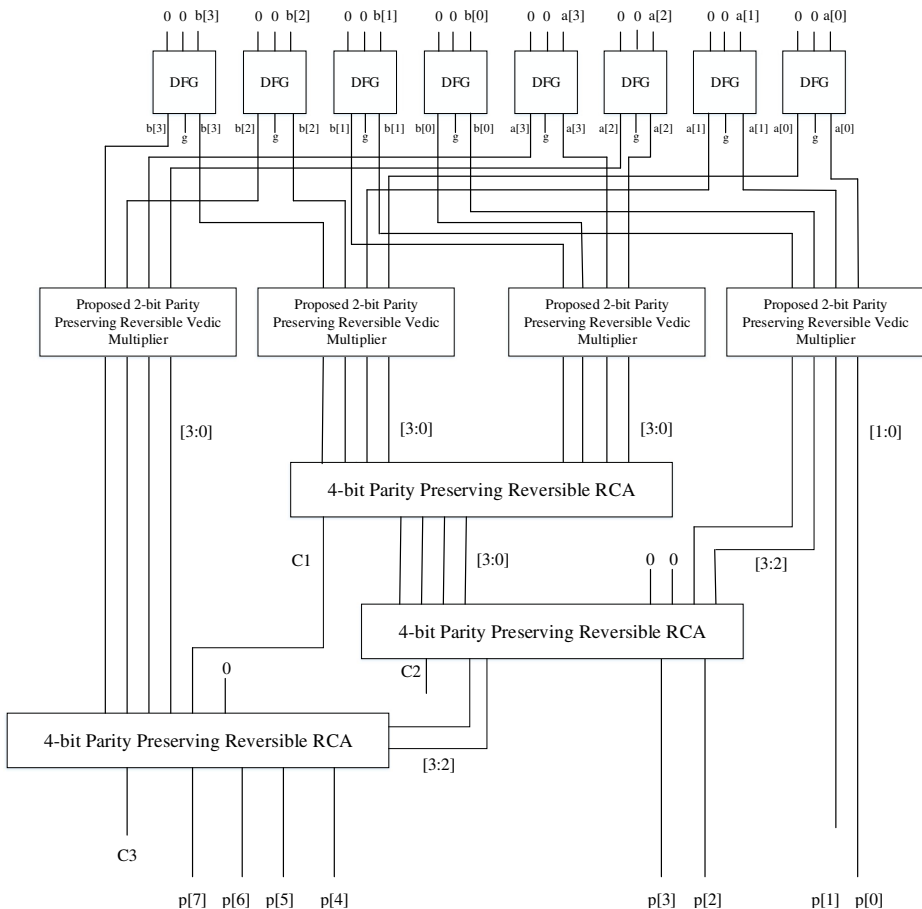 0 0 b[3] 0 0 b[2] 0 0 b[1] 0 0 b[0] 0 0 a[3] 0 0 a[2] 0 0 a[1] 0 0 a[0]
DFG DFG DFG DFG DFG DFG DFG DFG
b[3] g b[3] b[2] g b[2] b[1] g b[1] b[0] g b[0] a[3] g a[3] a[2] g a[2] a[1] g a[1] a[0] g a[0]
Proposed 2-bit Parity
Preserving Reversible Vedic
Multiplier
Proposed 2-bit Parity
Preserving Reversible Vedic
Multiplier
Proposed 2-bit Parity
Preserving Reversible Vedic
Multiplier
Proposed 2-bit Parity
Preserving Reversible Vedic
Multiplier
[3:0] [3:0] [3:0] [1:0]
4-bit Parity Preserving Reversible RCA
C1 [3:0] 0 0 [3:2]
4-bit Parity Preserving Reversible RCA
0 C2
4-bit Parity Preserving Reversible RCA
[3:2]
C3
p[7] p[6] p[5] p[4] p[3] p[2] p[1] p[0]